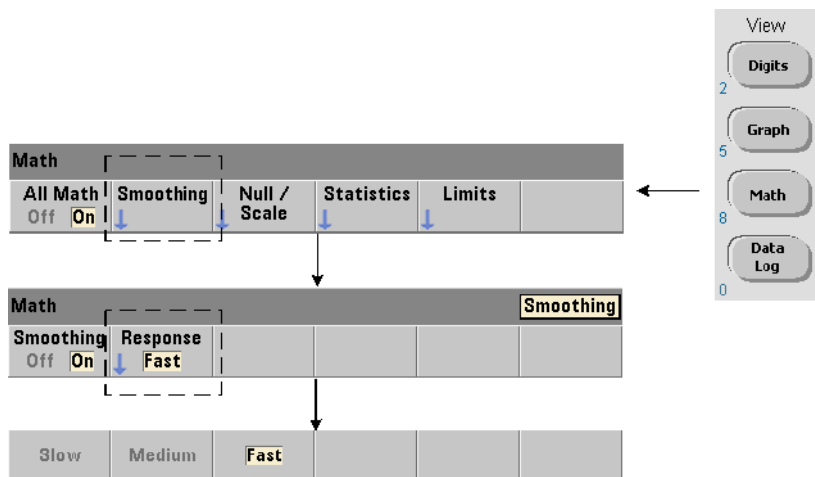 View
Digits
2
Graph
5
Math
8
Data
Log
0
Math
All Math
Off On
Smoothing
Null /
Scale
Statistics
Limits
Math
Smoothing
Smoothing
Off On
Response
Fast
Slow
Medium
Fast